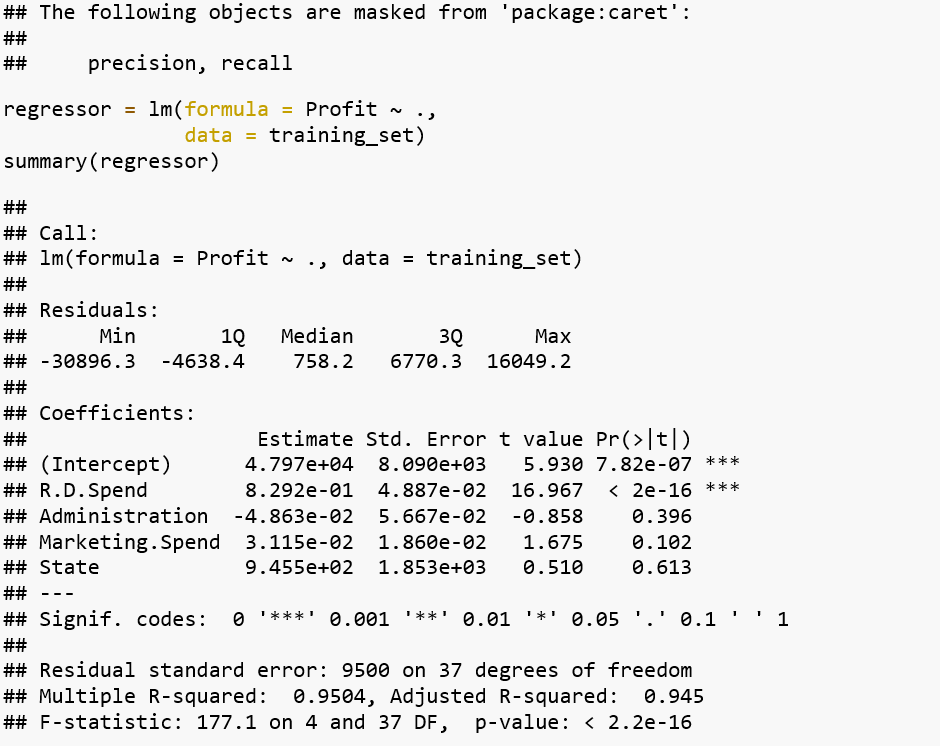 ## The following objects are masked from 'package:caret':
##
##     precision, recall
regressor = lm(formula = Profit ~ .,
               data = training_set)
summary(regressor)
##
## Call:
## lm(formula = Profit ~ ., data = training_set)
##
## Residuals:
##      Min       1Q   Median       3Q      Max
## -30896.3  -4638.4    758.2   6770.3  16049.2
##
## Coefficients:
##                   Estimate Std. Error t value Pr(>|t|)
## (Intercept)      4.797e+04  8.090e+03   5.930 7.82e-07 ***
## R.D.Spend        8.292e-01  4.887e-02  16.967  < 2e-16 ***
## Administration  -4.863e-02  5.667e-02  -0.858    0.396
## Marketing.Spend  3.115e-02  1.860e-02   1.675    0.102
## State            9.455e+02  1.853e+03   0.510    0.613
## ---
## Signif. codes:  0 '***' 0.001 '**' 0.01 '*' 0.05 '.' 0.1 ' ' 1
##
## Residual standard error: 9500 on 37 degrees of freedom
## Multiple R-squared:  0.9504, Adjusted R-squared:  0.945
## F-statistic: 177.1 on 4 and 37 DF,  p-value: < 2.2e-16